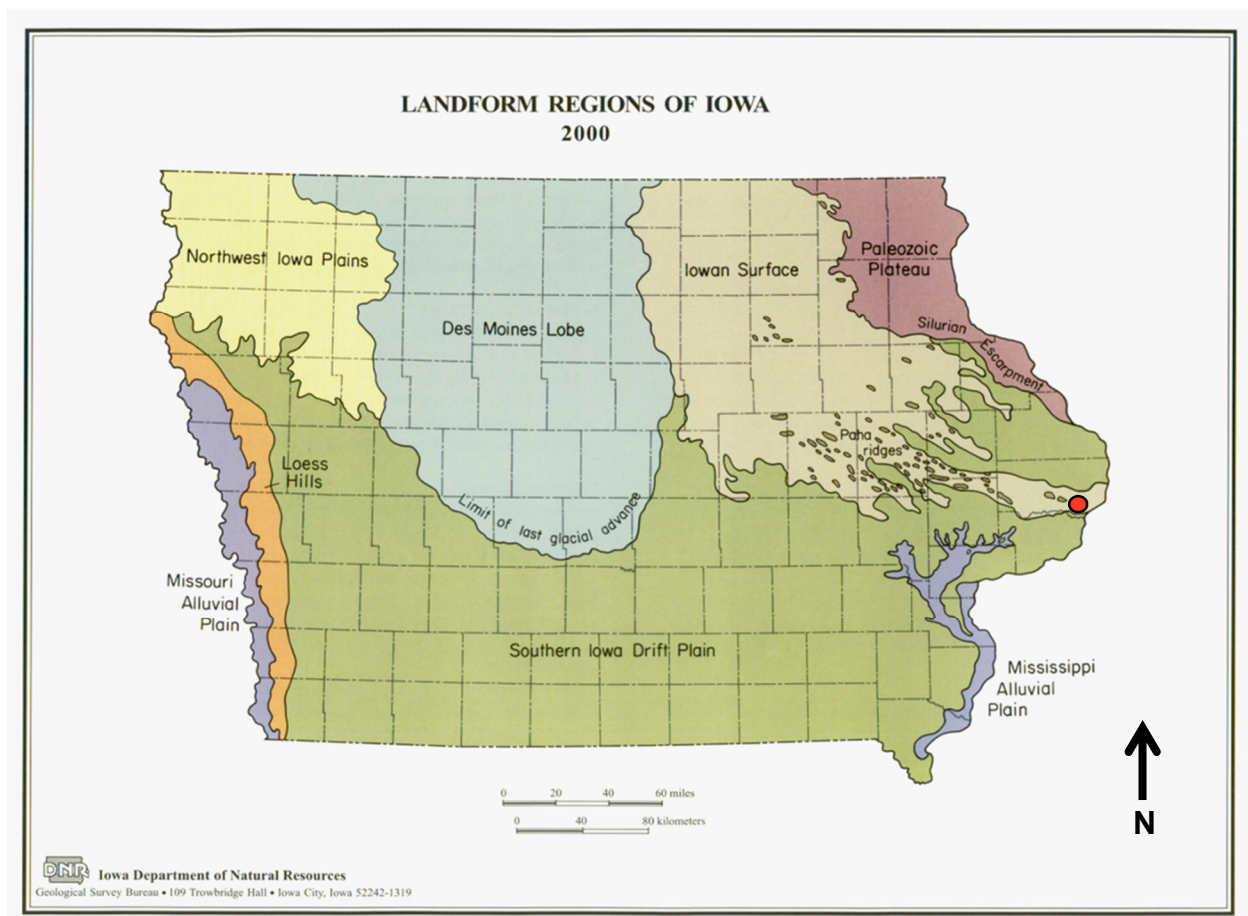 LANDFORM REGIONS OF IOWA
2000
Northwest Iowa Plains
Des Moines Lobe
Iowan Surface
Paleozoic
Plateau
Silurian
Escarpment
Paha
ridges
Loess
Hills
Limit of last glacial advance
Missouri
Alluvial
Plain
Southern Iowa Drift Plain
Mississippi
Alluvial
Plain
0 20 40 60 miles
0 40 80 kilometers
N
DNR
Iowa Department of Natural Resources
Geological Survey Bureau • 109 Trowbridge Hall • Iowa City, Iowa 52242-1319